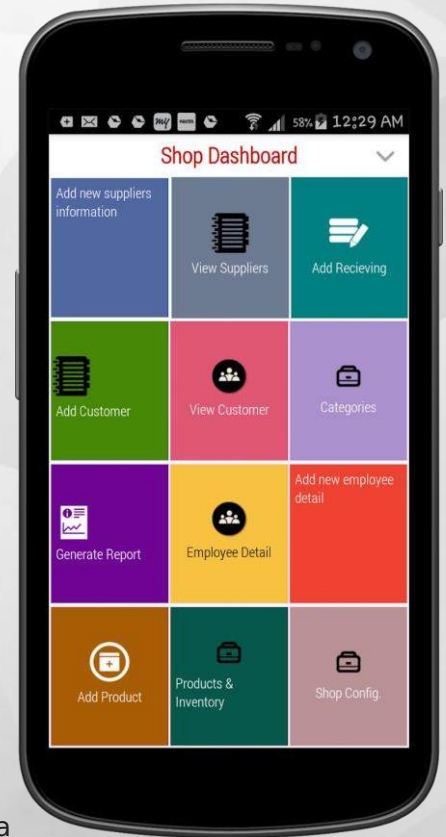 my
58% 12:29 AM
Shop Dashboard
Add new suppliers
information
View Suppliers
Add Recieving
Add Customer
View Customer
Categories
Generate Report
Employee Detail
Add new employee
detail
Add Product
Products &
Inventory
Shop Config.
a